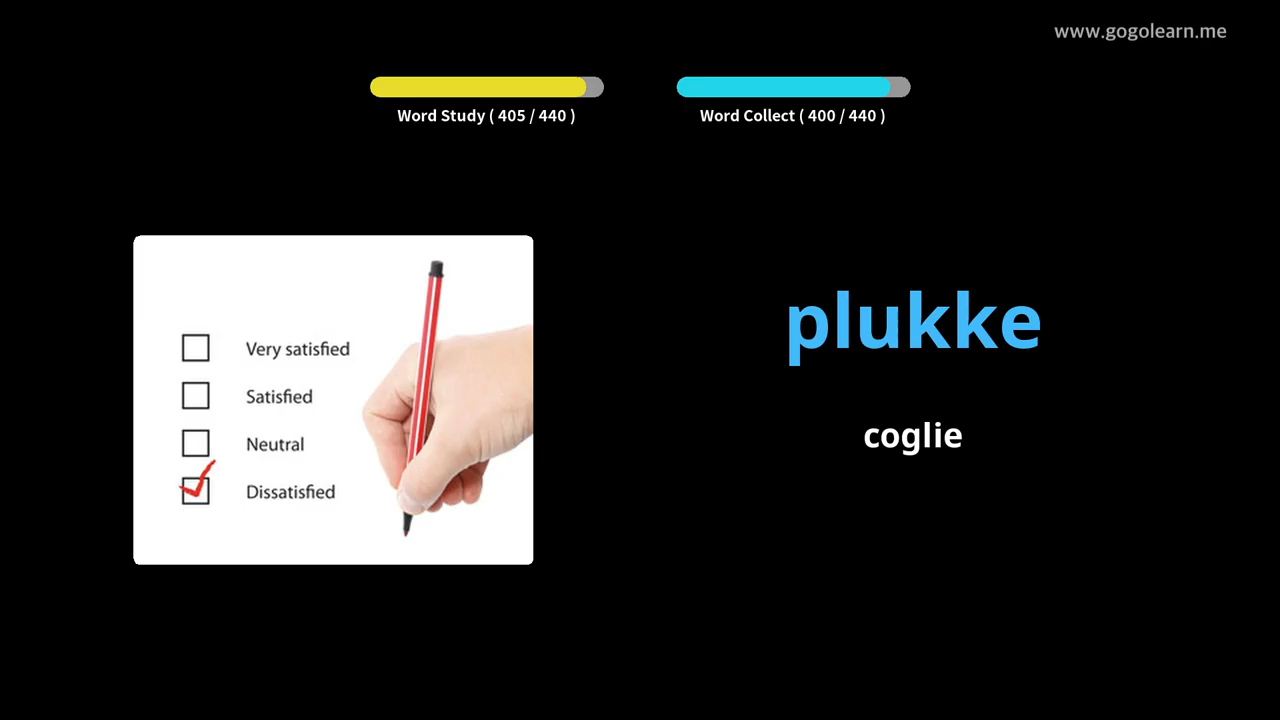 www.gogolearn.me
Word Study ( 405 / 440 )
Word Collect ( 400 / 440 )
Very satisfied
Satisfied
Neutral
Dissatisfied
plukke
coglie